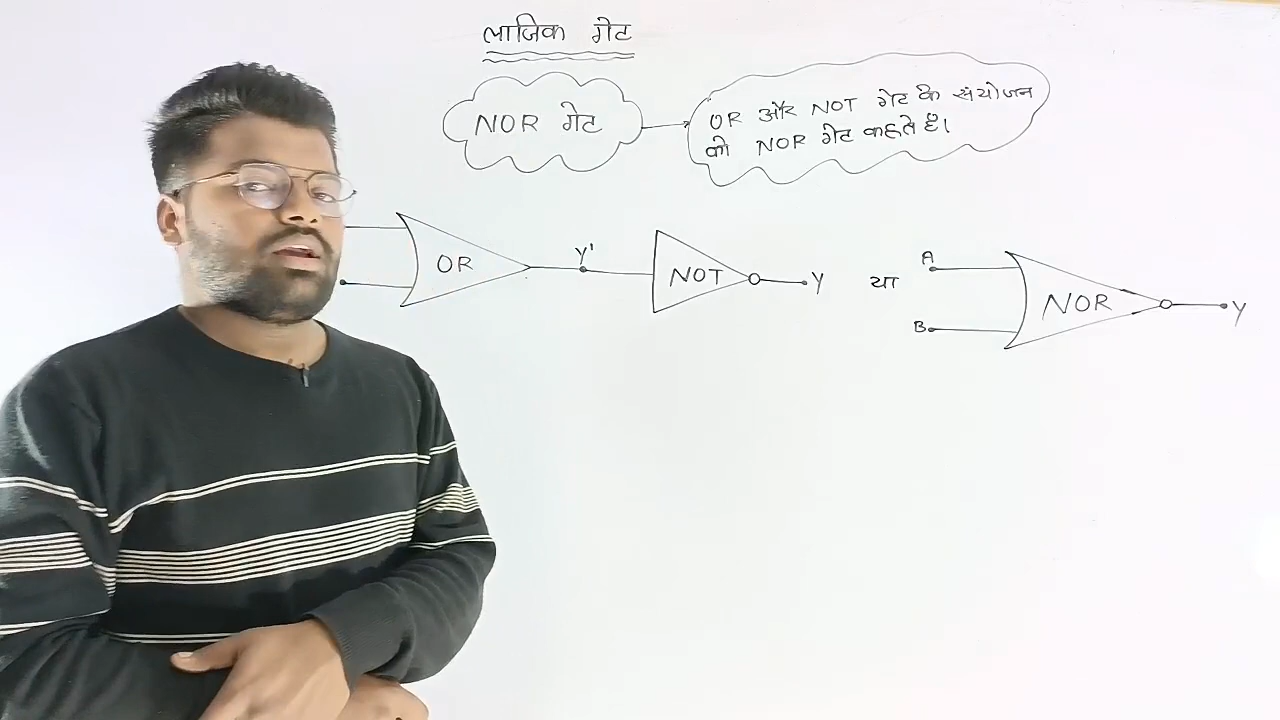 लाजिक गेट
NOR गेट
OR और NOT गेट के संयोजन
को NOR गेट कहते हैं।
OR
Y'
NOT
Y
या
A
B
NOR
Y